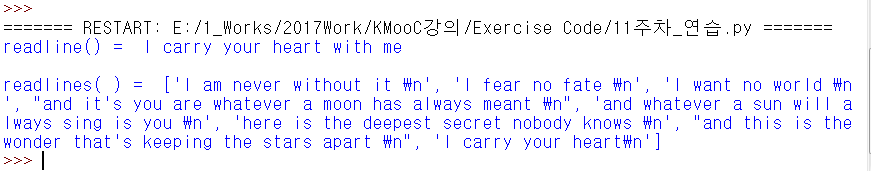 >>>
======= RESTART: E:/1_Works/2017Work/KMooC강의/Exercise Code/11주차_연습.py =======
readline() =  I carry your heart with me

readlines( ) =  ['I am never without it ₩n', 'I fear no fate ₩n', 'I want no world ₩n
', "and it's you are whatever a moon has always meant ₩n", 'and whatever a sun will a
lways sing is you ₩n', 'here is the deepest secret nobody knows ₩n', "and this is the
wonder that's keeping the stars apart ₩n", 'I carry your heart₩n']
>>>